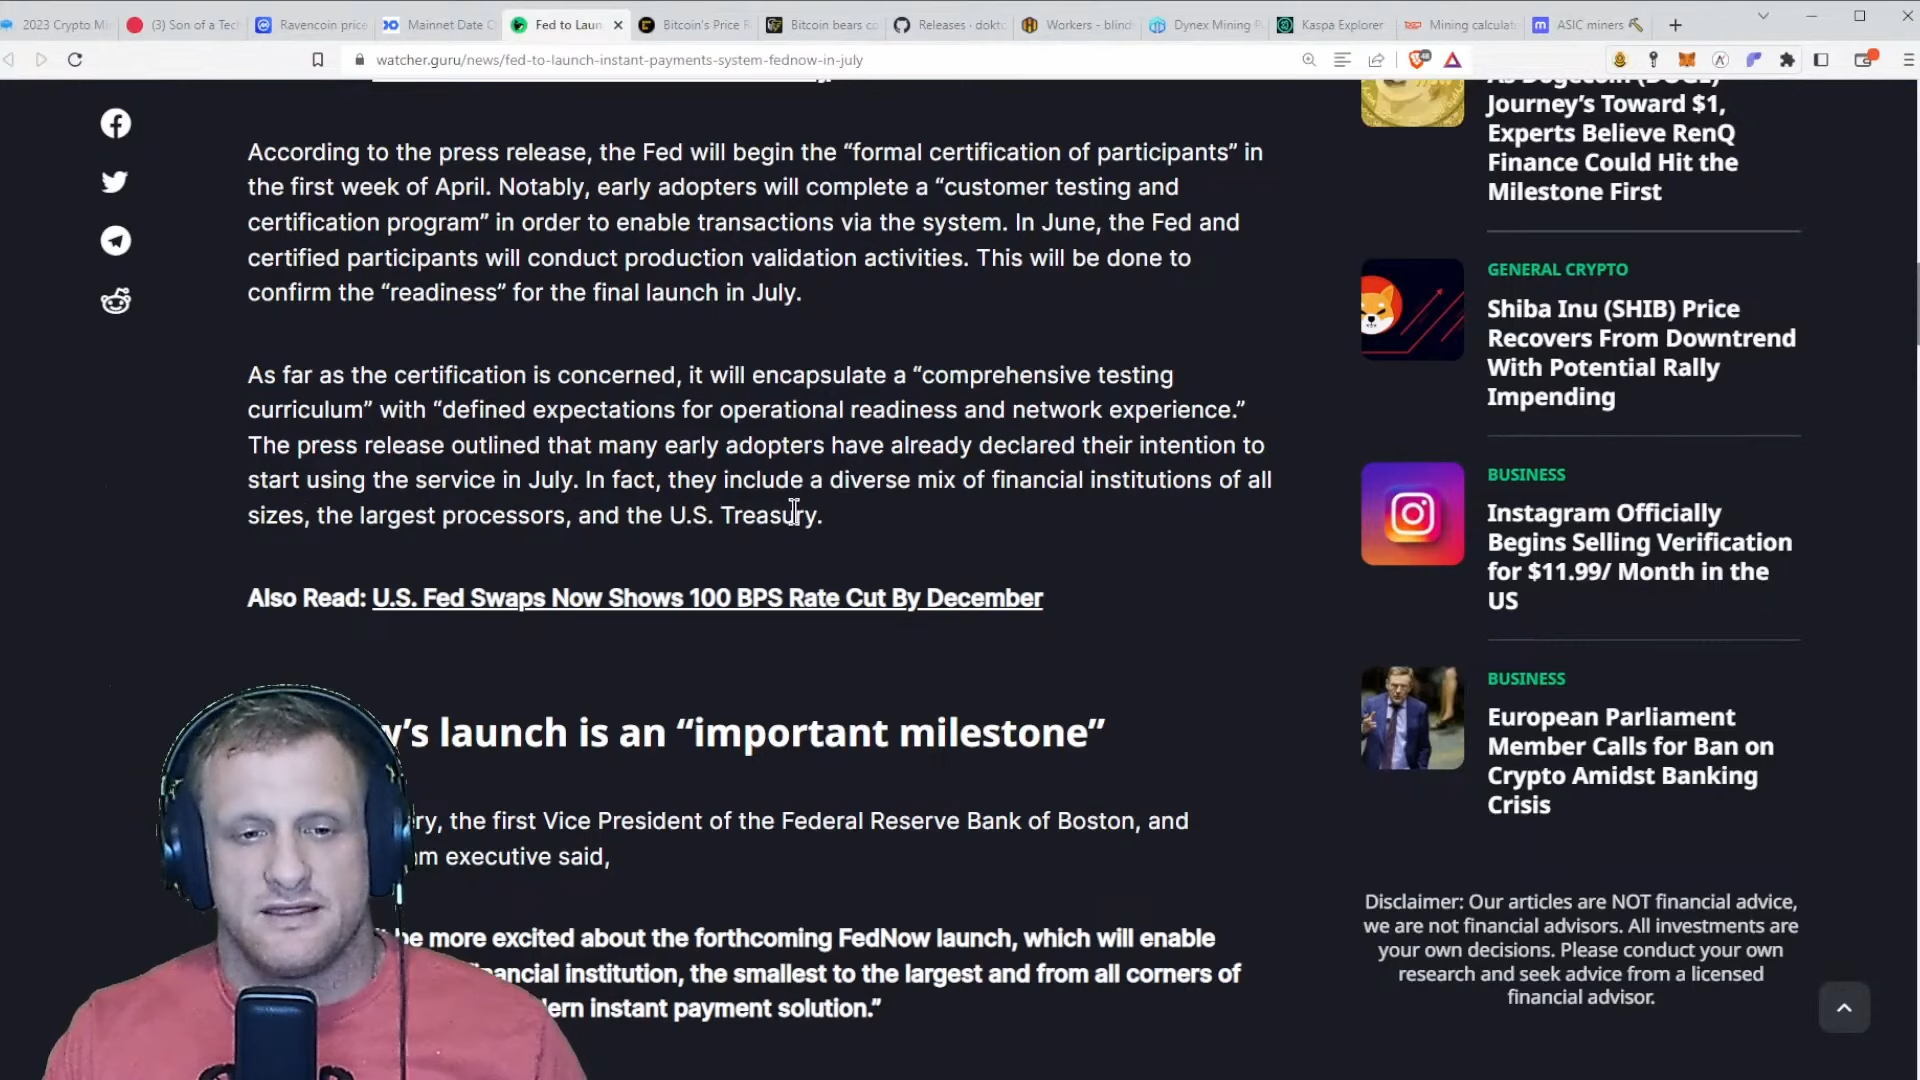 2023 Crypto Mi
(3) Son of a Tec
Ravencoin price
Mainnet Date C
Fed to Laun
Bitcoin's Price R
Bitcoin bears co
Releases · dokto
Workers - blind
Dynex Mining P
Kaspa Explorer
Mining calculat
ASIC miners
watcher.guru/news/fed-to-launch-instant-payments-system-fednow-in-july
According to the press release, the Fed will begin the “formal certification of participants” in
the first week of April. Notably, early adopters will complete a “customer testing and
certification program” in order to enable transactions via the system. In June, the Fed and
certified participants will conduct production validation activities. This will be done to
confirm the “readiness” for the final launch in July.
As far as the certification is concerned, it will encapsulate a “comprehensive testing
curriculum” with “defined expectations for operational readiness and network experience.”
The press release outlined that many early adopters have already declared their intention to
start using the service in July. In fact, they include a diverse mix of financial institutions of all
sizes, the largest processors, and the U.S. Treasury.
Also Read: U.S. Fed Swaps Now Shows 100 BPS Rate Cut By December
w’s launch is an “important milestone”
ry, the first Vice President of the Federal Reserve Bank of Boston, and
am executive said,
be more excited about the forthcoming FedNow launch, which will enable
inancial institution, the smallest to the largest and from all corners of
dern instant payment solution.”
As Dogecoin (DOGE)
Journey’s Toward $1,
Experts Believe RenQ
Finance Could Hit the
Milestone First
GENERAL CRYPTO
Shiba Inu (SHIB) Price
Recovers From Downtrend
With Potential Rally
Impending
BUSINESS
Instagram Officially
Begins Selling Verification
for $11.99/ Month in the
US
BUSINESS
European Parliament
Member Calls for Ban on
Crypto Amidst Banking
Crisis
Disclaimer: Our articles are NOT financial advice,
we are not financial advisors. All investments are
your own decisions. Please conduct your own
research and seek advice from a licensed
financial advisor.